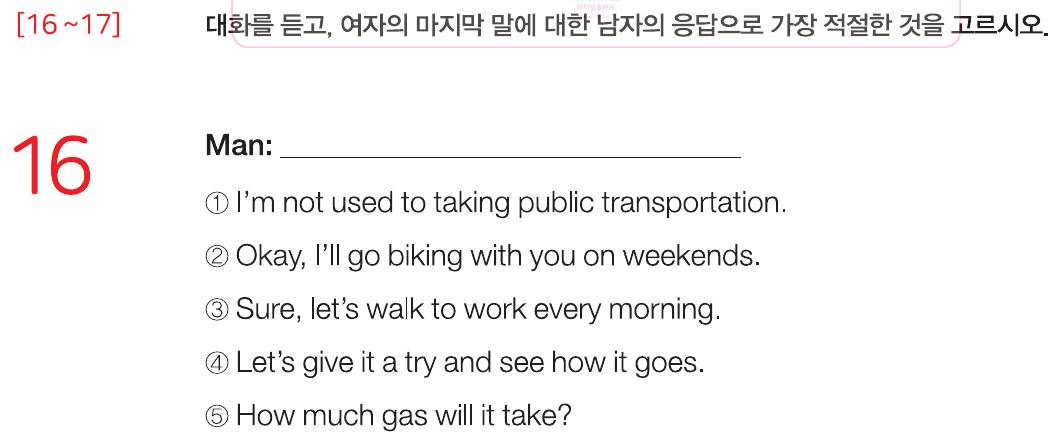 [16~17] 대화를 듣고, 여자의 마지막 말에 대한 남자의 응답으로 가장 적절한 것을 고르시오.
16
Man: ____________________
① I'm not used to taking public transportation.
② Okay, I'll go biking with you on weekends.
③ Sure, let's walk to work every morning.
④ Let's give it a try and see how it goes.
⑤ How much gas will it take?